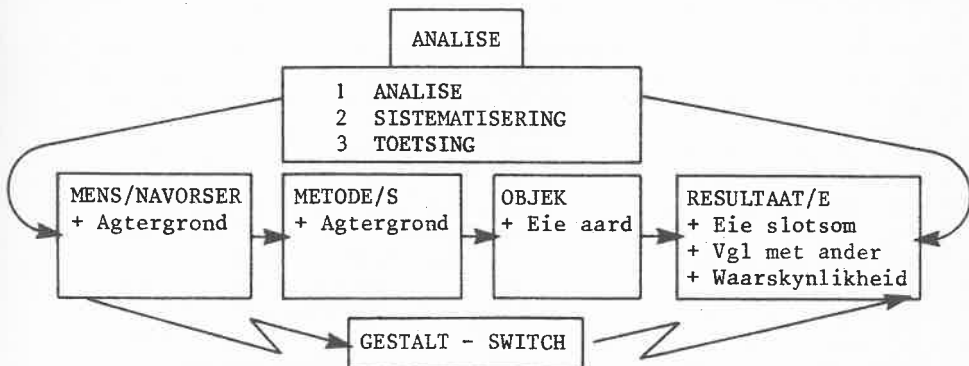 ANALISE
1 ANALISE
2 SISTEMATISERING
3 TOETSING
MENS/NAVORSER
+ Agtergrond
METODE/S
+ Agtergrond
OBJEK
+ Eie aard
RESULTAAT/E
+ Eie slotsom
+ Vgl met ander
+ Waarskynlikheid
GESTALT - SWITCH